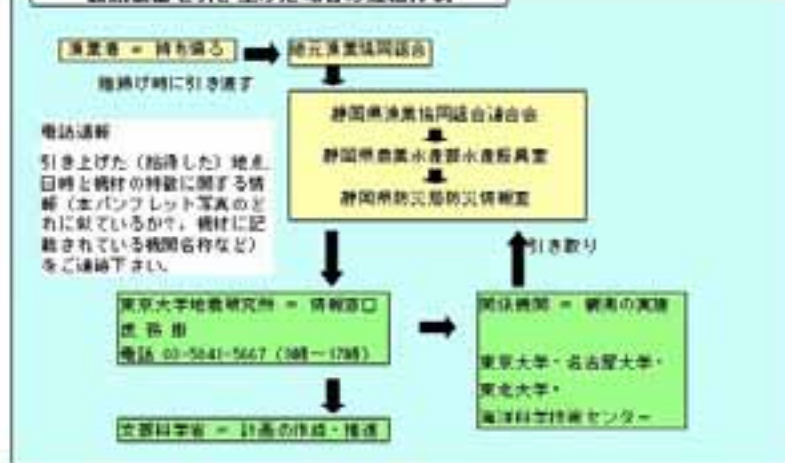 漁業者 = 持ち帰る
地元漁業協同組合
陸揚げ時に引き渡す
静岡県漁業協同組合連合会
静岡県農業水産部水産振興室
静岡県防災局防災情報室
電話連絡
引き上げた（拾得した）地点、
日時と機材の特徴に関する情
報（本パンフレット写真のど
れに似ているか?，機材に記
載されている機関名称など）
をご連絡下さい。
引き取り
東京大学地震研究所 = 情報窓口
庶務掛
電話 03-5841-5667（9時～17時）
関係機関 = 観測の実施
東京大学・名古屋大学・
東北大学・
海洋科学技術センター
文部科学省 = 計画の作成・推進